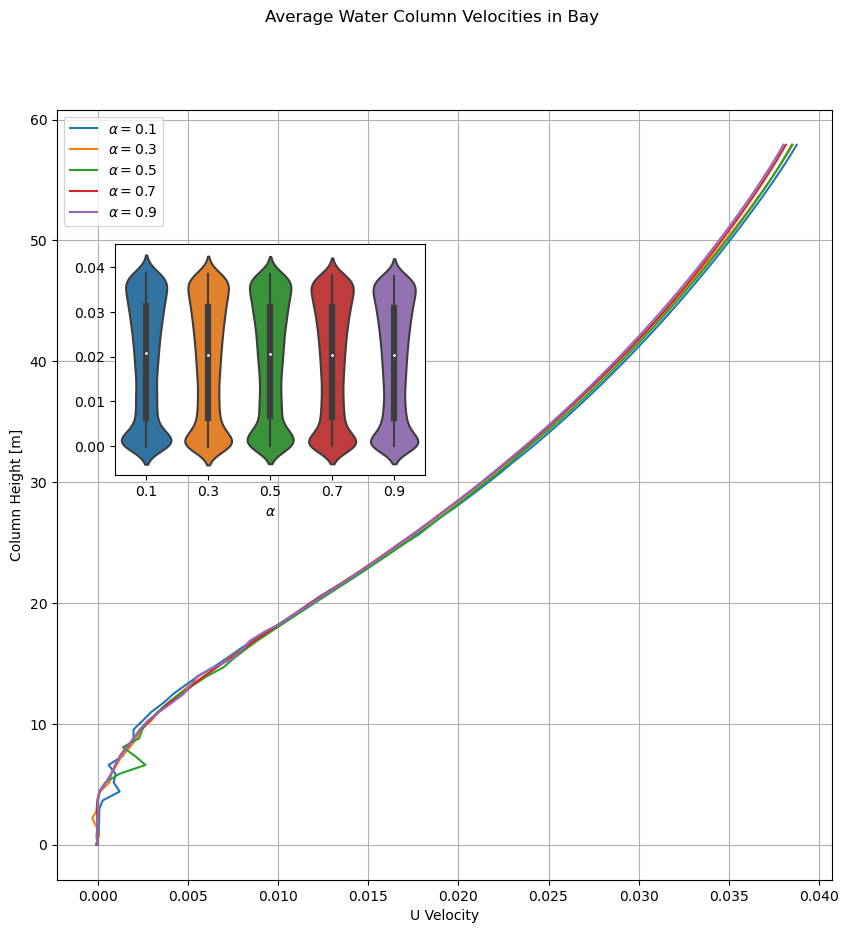 Average Water Column Velocities in Bay
α = 0.1
α = 0.3
α = 0.5
α = 0.7
α = 0.9
60
50
40
30
20
10
0
Column Height [m]
0.04
0.03
0.02
0.01
0.00
0.1 0.3 0.5 0.7 0.9
α
0.000 0.005 0.010 0.015 0.020 0.025 0.030 0.035 0.040
U Velocity